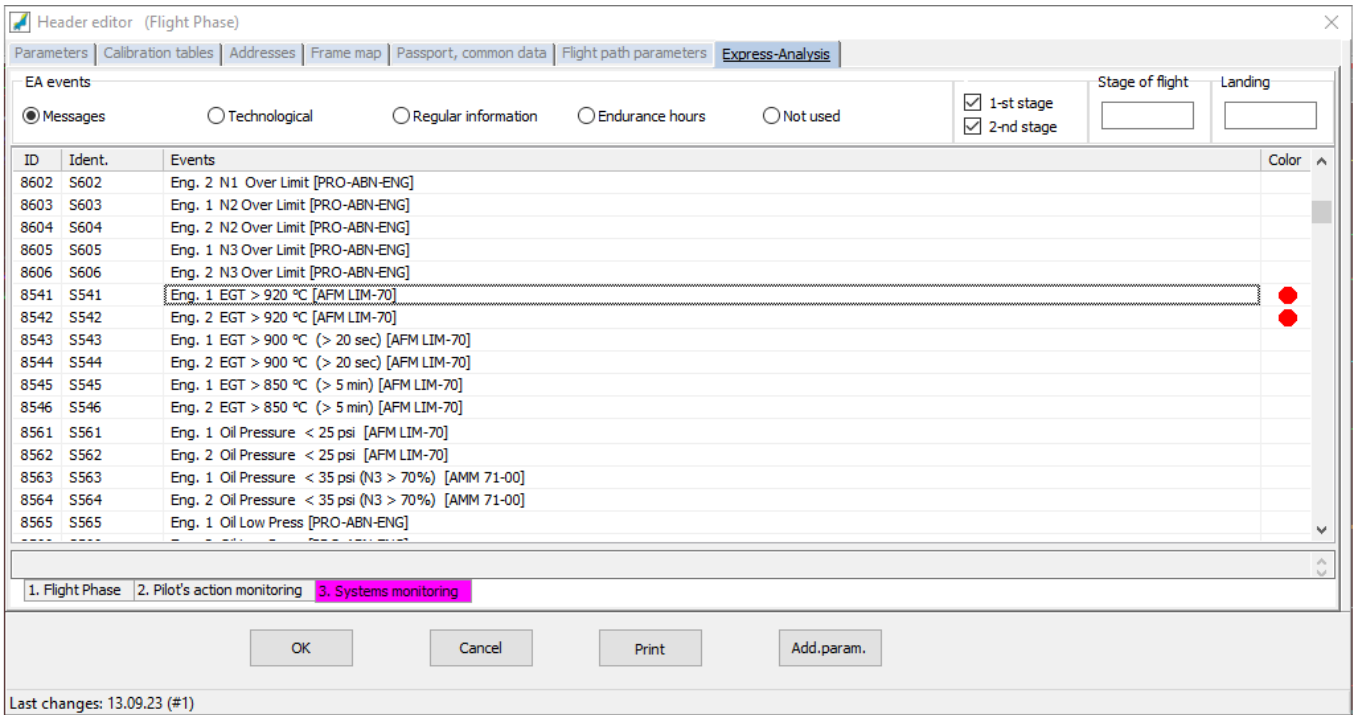 Header editor (Flight Phase)
Parameters Calibration tables Addresses Frame map Passport, common data Flight path parameters Express-Analysis
EA events Stage of flight Landing
Messages Technological Regular information Endurance hours Not used 1-st stage
2-nd stage
ID Ident. Events Color
8602 S602 Eng. 2 N1 Over Limit [PRO-ABN-ENG]
8603 S603 Eng. 1 N2 Over Limit [PRO-ABN-ENG]
8604 S604 Eng. 2 N2 Over Limit [PRO-ABN-ENG]
8605 S605 Eng. 1 N3 Over Limit [PRO-ABN-ENG]
8606 S606 Eng. 2 N3 Over Limit [PRO-ABN-ENG]
8541 S541 Eng. 1 EGT > 920 ºC [AFM LIM-70]
8542 S542 Eng. 2 EGT > 920 ºC [AFM LIM-70]
8543 S543 Eng. 1 EGT > 900 ºC (> 20 sec) [AFM LIM-70]
8544 S544 Eng. 2 EGT > 900 ºC (> 20 sec) [AFM LIM-70]
8545 S545 Eng. 1 EGT > 850 ºC (> 5 min) [AFM LIM-70]
8546 S546 Eng. 2 EGT > 850 ºC (> 5 min) [AFM LIM-70]
8561 S561 Eng. 1 Oil Pressure < 25 psi [AFM LIM-70]
8562 S562 Eng. 2 Oil Pressure < 25 psi [AFM LIM-70]
8563 S563 Eng. 1 Oil Pressure < 35 psi (N3 > 70%) [AMM 71-00]
8564 S564 Eng. 2 Oil Pressure < 35 psi (N3 > 70%) [AMM 71-00]
8565 S565 Eng. 1 Oil Low Press [PRO-ABN-ENG]
1. Flight Phase 2. Pilot's action monitoring 3. Systems monitoring
OK Cancel Print Add.param.
Last changes: 13.09.23 (#1)